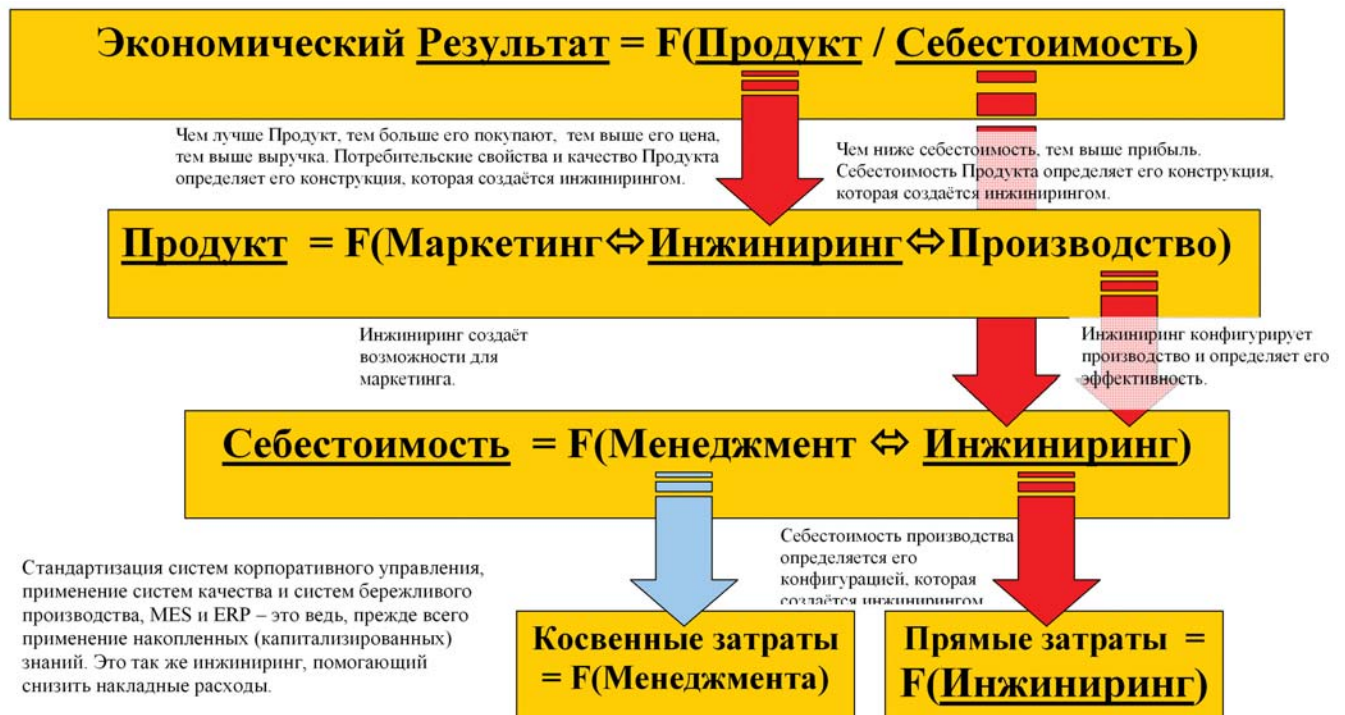 Экономический Результат = F(Продукт / Себестоимость)
Чем лучше Продукт, тем больше его покупают, тем выше его цена,
тем выше выручка. Потребительские свойства и качество Продукта
определяет его конструкция, которая создаётся инжинирингом.
Чем ниже себестоимость, тем выше прибыль.
Себестоимость Продукта определяет его конструкция,
которая создаётся инжинирингом.
Продукт = F(Маркетинг⇔Инжиниринг⇔Производство)
Инжиниринг создаёт
возможности для
маркетинга.
Инжиниринг конфигурирует
производство и определяет его
эффективность.
Себестоимость = F(Менеджмент ⇔ Инжиниринг)
Себестоимость производства
определяется его
конфигурацией, которая
создаётся инжинирингом
Стандартизация систем корпоративного управления,
применение систем качества и систем бережливого
производства, MES и ERP – это ведь, прежде всего
применение накопленных (капитализированных)
знаний. Это так же инжиниринг, помогающий
снизить накладные расходы.
Косвенные затраты
= F(Менеджмента)
Прямые затраты =
F(Инжиниринг)